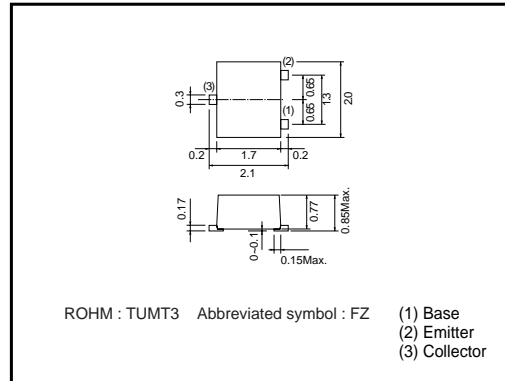 (2)
(3)
0.3
0.65
0.65
1.3
2.0
(1)
0.2
1.7
0.2
2.1
0.17
0.77
0.85Max.
0~0.1
0.15Max.
ROHM : TUMT3 Abbreviated symbol : FZ
(1) Base
(2) Emitter
(3) Collector